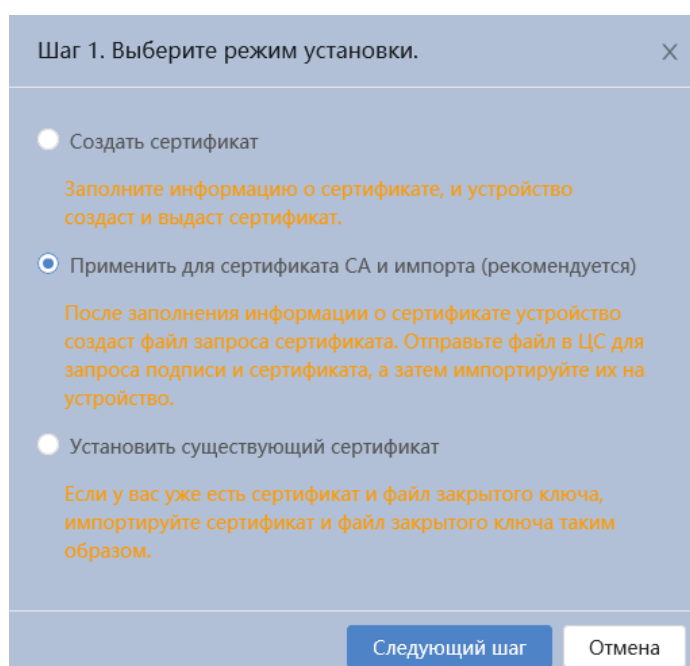 Шаг 1. Выберите режим установки.
Создать сертификат
Заполните информацию о сертификате, и устройство
создаст и выдаст сертификат.
Применить для сертификата CA и импорта (рекомендуется)
После заполнения информации о сертификате устройство
создаст файл запроса сертификата. Отправьте файл в ЦС для
запроса подписи и сертификата, а затем импортируйте их на
устройство.
Установить существующий сертификат
Если у вас уже есть сертификат и файл закрытого ключа,
импортируйте сертификат и файл закрытого ключа таким
образом.
Следующий шаг
Отмена